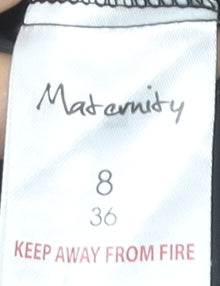 Maternity
8
36
KEEP AWAY FROM FIRE